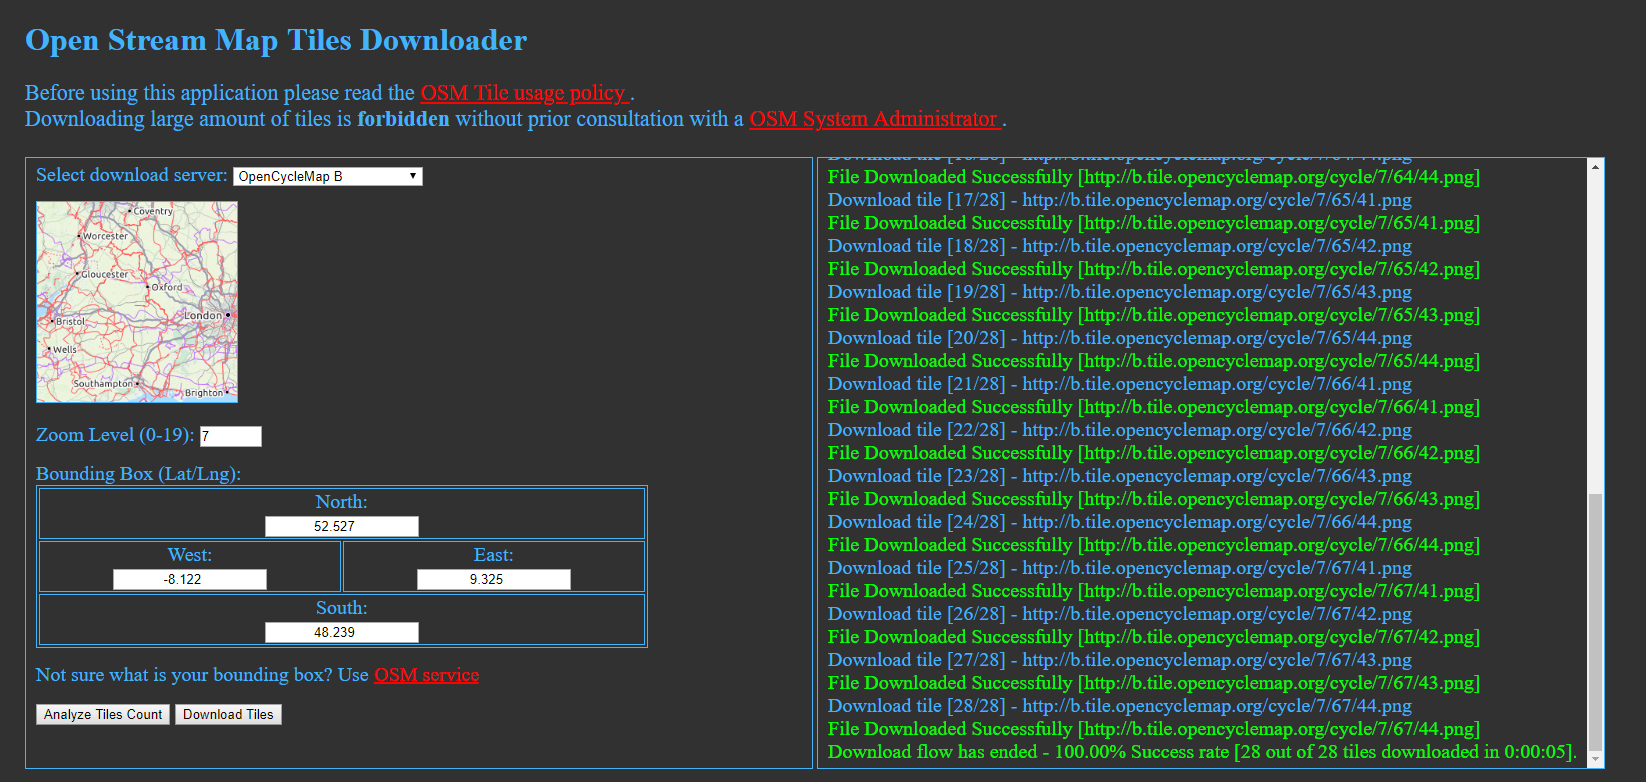 Open Stream Map Tiles Downloader
Before using this application please read the OSM Tile usage policy .
Downloading large amount of tiles is forbidden without prior consultation with a OSM System Administrator .
Select download server: OpenCycleMap B
Coventry
Worcester
Gloucester
Oxford
London
Bristol
Wells
Southampton
Brighton
Zoom Level (0-19): 7
Bounding Box (Lat/Lng):
North:
52.527
West:
East:
-8.122
9.325
South:
48.239
Not sure what is your bounding box? Use OSM service
Analyze Tiles Count
Download Tiles
File Downloaded Successfully [http://b.tile.opencyclemap.org/cycle/7/64/44.png]
Download tile [17/28] - http://b.tile.opencyclemap.org/cycle/7/65/41.png
File Downloaded Successfully [http://b.tile.opencyclemap.org/cycle/7/65/41.png]
Download tile [18/28] - http://b.tile.opencyclemap.org/cycle/7/65/42.png
File Downloaded Successfully [http://b.tile.opencyclemap.org/cycle/7/65/42.png]
Download tile [19/28] - http://b.tile.opencyclemap.org/cycle/7/65/43.png
File Downloaded Successfully [http://b.tile.opencyclemap.org/cycle/7/65/43.png]
Download tile [20/28] - http://b.tile.opencyclemap.org/cycle/7/65/44.png
File Downloaded Successfully [http://b.tile.opencyclemap.org/cycle/7/65/44.png]
Download tile [21/28] - http://b.tile.opencyclemap.org/cycle/7/66/41.png
File Downloaded Successfully [http://b.tile.opencyclemap.org/cycle/7/66/41.png]
Download tile [22/28] - http://b.tile.opencyclemap.org/cycle/7/66/42.png
File Downloaded Successfully [http://b.tile.opencyclemap.org/cycle/7/66/42.png]
Download tile [23/28] - http://b.tile.opencyclemap.org/cycle/7/66/43.png
File Downloaded Successfully [http://b.tile.opencyclemap.org/cycle/7/66/43.png]
Download tile [24/28] - http://b.tile.opencyclemap.org/cycle/7/66/44.png
File Downloaded Successfully [http://b.tile.opencyclemap.org/cycle/7/66/44.png]
Download tile [25/28] - http://b.tile.opencyclemap.org/cycle/7/67/41.png
File Downloaded Successfully [http://b.tile.opencyclemap.org/cycle/7/67/41.png]
Download tile [26/28] - http://b.tile.opencyclemap.org/cycle/7/67/42.png
File Downloaded Successfully [http://b.tile.opencyclemap.org/cycle/7/67/42.png]
Download tile [27/28] - http://b.tile.opencyclemap.org/cycle/7/67/43.png
File Downloaded Successfully [http://b.tile.opencyclemap.org/cycle/7/67/43.png]
Download tile [28/28] - http://b.tile.opencyclemap.org/cycle/7/67/44.png
File Downloaded Successfully [http://b.tile.opencyclemap.org/cycle/7/67/44.png]
Download flow has ended - 100.00% Success rate [28 out of 28 tiles downloaded in 0:00:05].